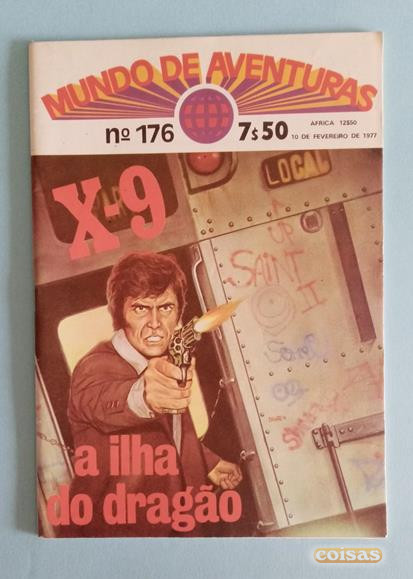 MUNDO DE AVENTURAS
nº 176
7$50
AFRICA 12$50
10 DE FEVEREIRO DE 1977
X-9
LOCAL
UP
SAINT
II
a ilha
do dragão
coisas